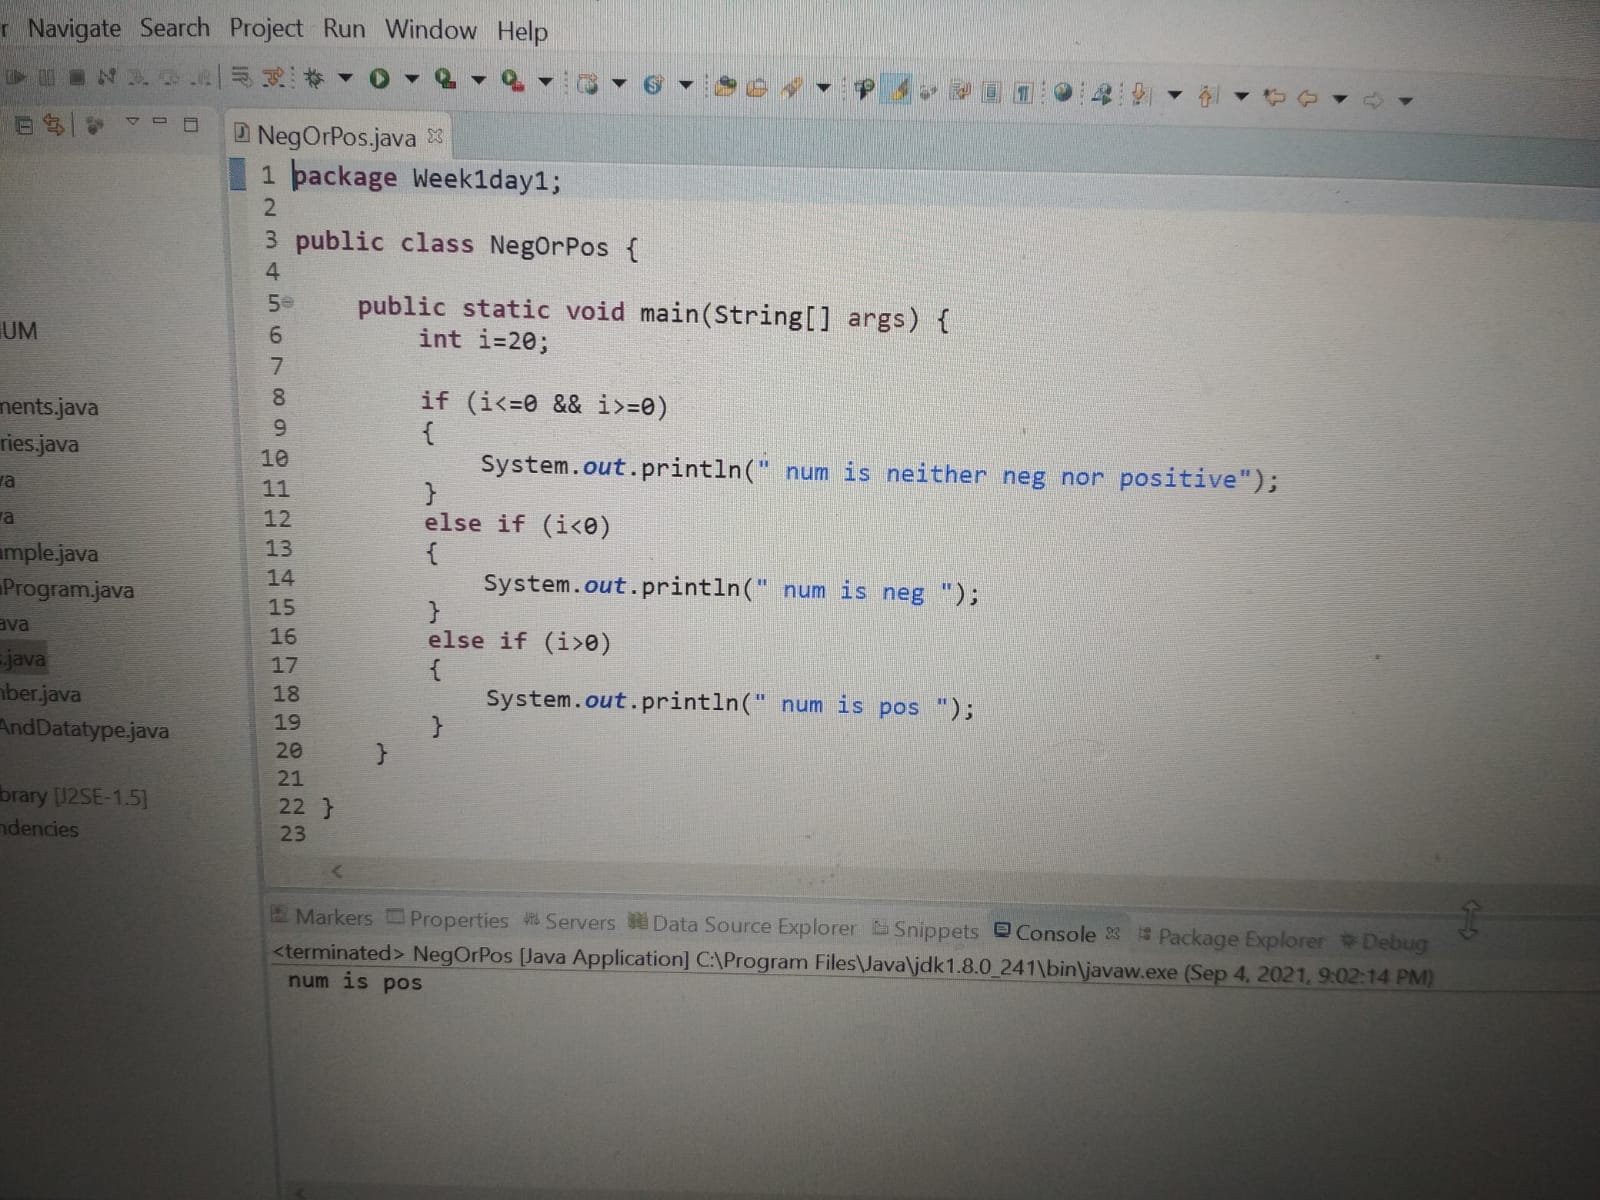 Navigate Search Project Run Window Help
NegOrPos.java
1 package Week1day1;
2
3 public class NegOrPos {
4
5 public static void main(String[] args) {
6 int i=20;
7
8 if (i<=0 && i>=0)
9 {
10 System.out.println(" num is neither neg nor positive");
11 }
12 else if (i<0)
13 {
14 System.out.println(" num is neg ");
15 }
16 else if (i>0)
17 {
18 System.out.println(" num is pos ");
19 }
20 }
21
22 }
23
UM
ments.java
ries.java
va
va
ample.java
Program.java
ava
s.java
mber.java
AndDatatype.java
brary [J2SE-1.5]
ndencies
Markers Properties Servers Data Source Explorer Snippets Console Package Explorer Debug
<terminated> NegOrPos [Java Application] C:\Program Files\Java\jdk1.8.0_241\bin\javaw.exe (Sep 4, 2021, 9:02:14 PM)
num is pos